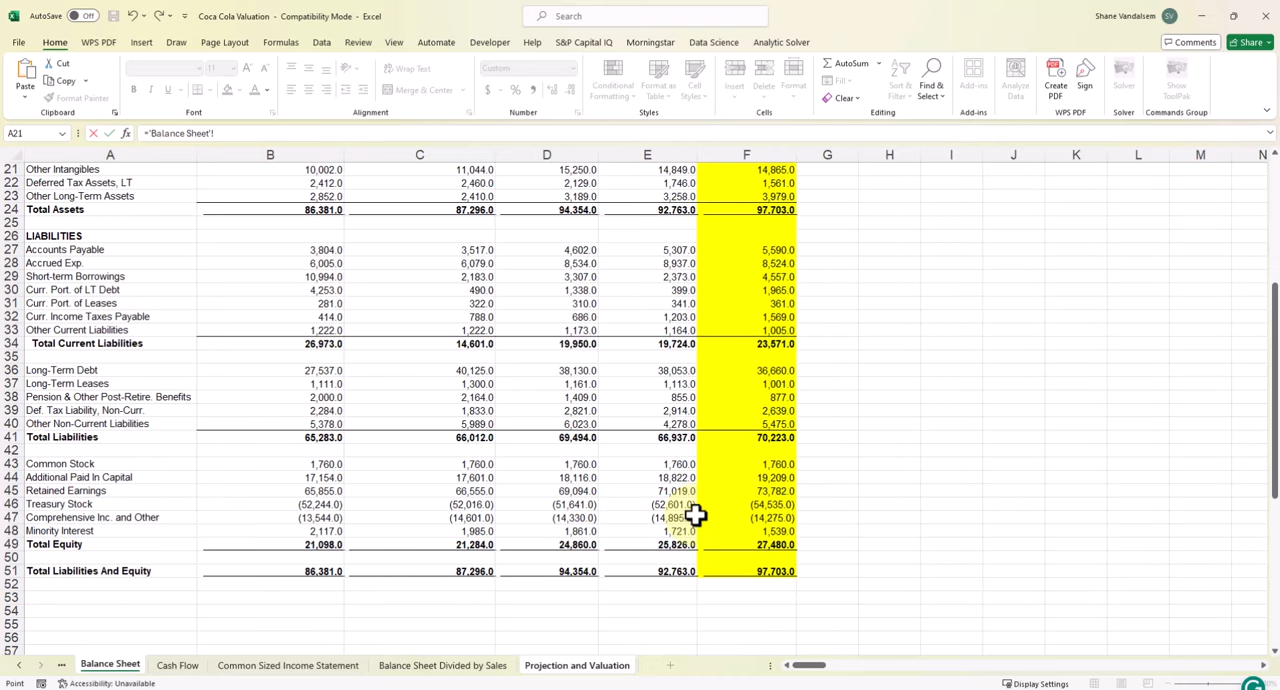 AutoSave Off Coca Cola Valuation - Compatibility Mode - Excel Search Shane Vandalsem SV
File Home WPS PDF Insert Draw Page Layout Formulas Data Review View Automate Developer Help S&P Capital IQ Morningstar Data Science Analytic Solver Comments Share
Paste Cut Copy Format Painter 11 Wrap Text Merge & Center Custom Conditional Formatting Format as Table Cell Styles Insert Delete Format AutoSum Fill Clear Sort & Filter Find & Select Add-ins Analyze Data Create PDF Sign Solver Show ToolPak
Clipboard Font Alignment Number Styles Cells Editing Add-ins WPS PDF Solver Commands Group
A21 ='Balance Sheet'!
A B C D E F G H I J K L M N
21 Other Intangibles 10,002.0 11,044.0 15,250.0 14,849.0 14,865.0
22 Deferred Tax Assets, LT 2,412.0 2,460.0 2,129.0 1,746.0 1,561.0
23 Other Long-Term Assets 2,852.0 2,410.0 3,189.0 3,258.0 3,979.0
24 Total Assets 86,381.0 87,296.0 94,354.0 92,763.0 97,703.0
25
26 LIABILITIES
27 Accounts Payable 3,804.0 3,517.0 4,602.0 5,307.0 5,590.0
28 Accrued Exp. 6,005.0 6,079.0 8,534.0 8,937.0 8,524.0
29 Short-term Borrowings 10,994.0 2,183.0 3,307.0 2,373.0 4,557.0
30 Curr. Port. of LT Debt 4,253.0 490.0 1,338.0 399.0 1,965.0
31 Curr. Port. of Leases 281.0 322.0 310.0 341.0 361.0
32 Curr. Income Taxes Payable 414.0 788.0 686.0 1,203.0 1,569.0
33 Other Current Liabilities 1,222.0 1,222.0 1,173.0 1,164.0 1,005.0
34 Total Current Liabilities 26,973.0 14,601.0 19,950.0 19,724.0 23,571.0
35
36 Long-Term Debt 27,537.0 40,125.0 38,130.0 38,053.0 36,660.0
37 Long-Term Leases 1,111.0 1,300.0 1,161.0 1,113.0 1,001.0
38 Pension & Other Post-Retire. Benefits 2,000.0 2,164.0 1,409.0 855.0 877.0
39 Def. Tax Liability, Non-Curr. 2,284.0 1,833.0 2,821.0 2,914.0 2,639.0
40 Other Non-Current Liabilities 5,378.0 5,989.0 6,023.0 4,278.0 5,475.0
41 Total Liabilities 65,283.0 66,012.0 69,494.0 66,937.0 70,223.0
42
43 Common Stock 1,760.0 1,760.0 1,760.0 1,760.0 1,760.0
44 Additional Paid In Capital 17,154.0 17,601.0 18,116.0 18,822.0 19,209.0
45 Retained Earnings 65,855.0 66,555.0 69,094.0 71,019.0 73,782.0
46 Treasury Stock (52,244.0) (52,016.0) (51,641.0) (52,601.0) (54,535.0)
47 Comprehensive Inc. and Other (13,544.0) (14,601.0) (14,330.0) (14,895 (14,275.0)
48 Minority Interest 2,117.0 1,985.0 1,861.0 1,721.0 1,539.0
49 Total Equity 21,098.0 21,284.0 24,860.0 25,826.0 27,480.0
50
51 Total Liabilities And Equity 86,381.0 87,296.0 94,354.0 92,763.0 97,703.0
52
53
54
55
56
57
Balance Sheet Cash Flow Common Sized Income Statement Balance Sheet Divided by Sales Projection and Valuation
Point Accessibility: Unavailable Display Settings